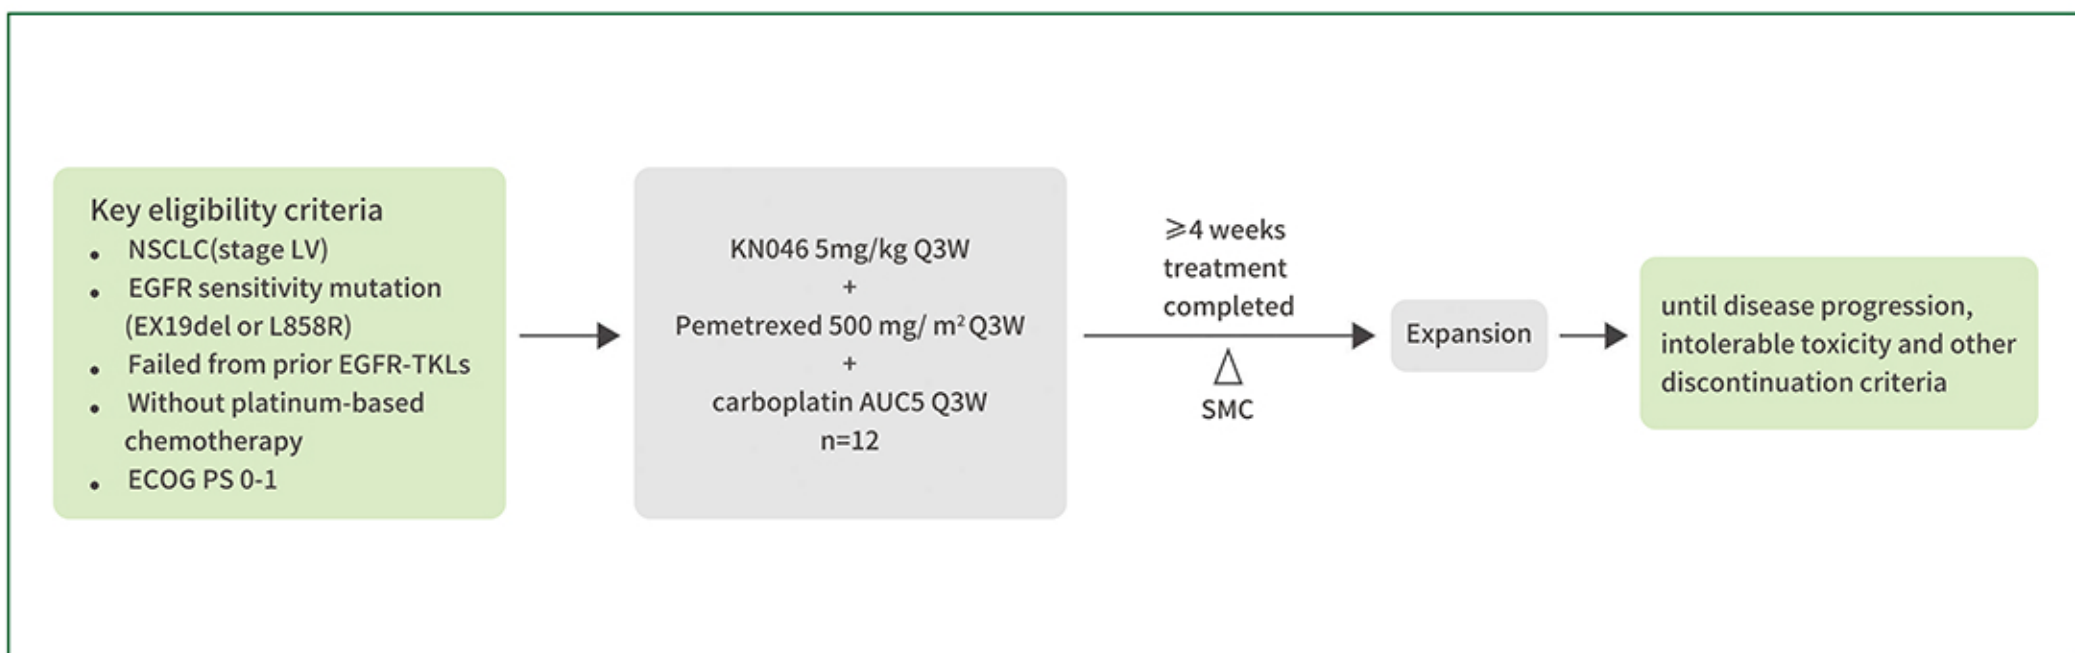 Key eligibility criteria
• NSCLC(stage LV)
• EGFR sensitivity mutation
(EX19del or L858R)
• Failed from prior EGFR-TKLs
• Without platinum-based
chemotherapy
• ECOG PS 0-1
KN046 5mg/kg Q3W
+
Pemetrexed 500 mg/ m² Q3W
+
carboplatin AUC5 Q3W
n=12
⩾4 weeks
treatment
completed
SMC
Expansion
until disease progression,
intolerable toxicity and other
discontinuation criteria